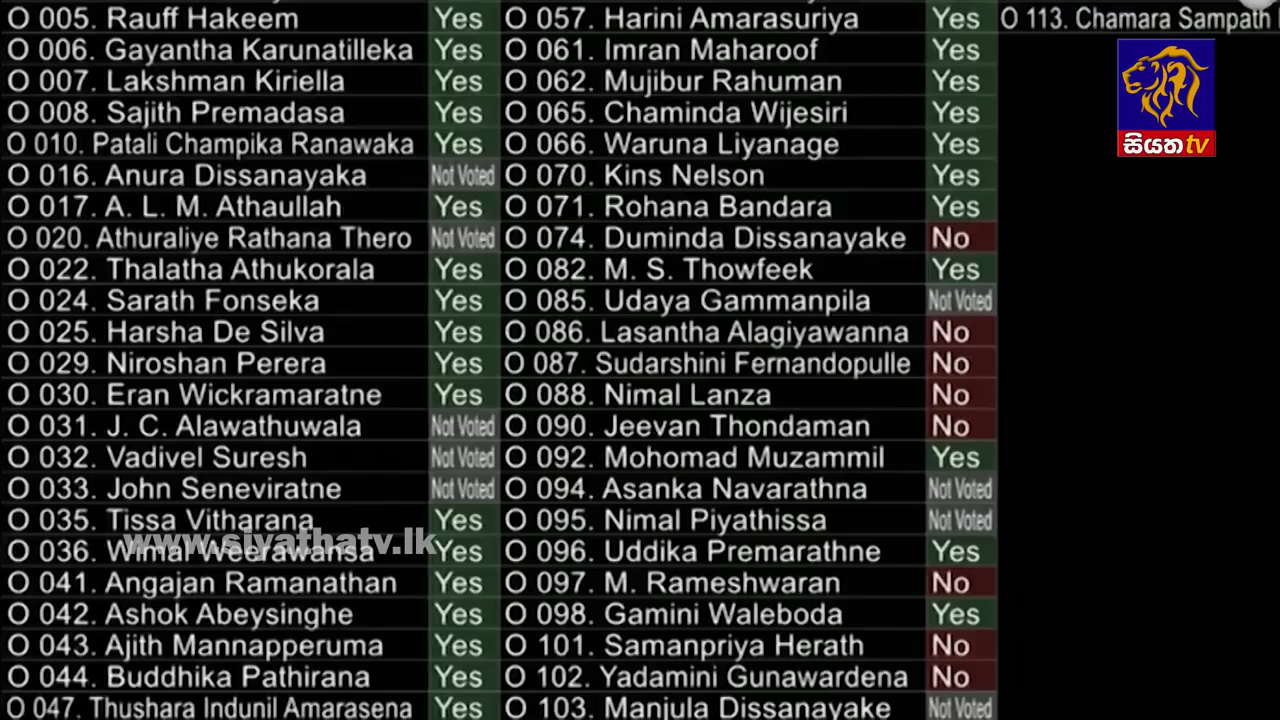 O 005. Rauff Hakeem Yes
O 006. Gayantha Karunatilleka Yes
O 007. Lakshman Kiriella Yes
O 008. Sajith Premadasa Yes
O 010. Patali Champika Ranawaka Yes
O 016. Anura Dissanayaka Not Voted
O 017. A. L. M. Athaullah Yes
O 020. Athuraliye Rathana Thero Not Voted
O 022. Thalatha Athukorala Yes
O 024. Sarath Fonseka Yes
O 025. Harsha De Silva Yes
O 029. Niroshan Perera Yes
O 030. Eran Wickramaratne Yes
O 031. J. C. Alawathuwala Not Voted
O 032. Vadivel Suresh Not Voted
O 033. John Seneviratne Not Voted
O 035. Tissa Vitharana Yes
O 036. Wimal Weerawansa Yes
O 041. Angajan Ramanathan Yes
O 042. Ashok Abeysinghe Yes
O 043. Ajith Mannapperuma Yes
O 044. Buddhika Pathirana Yes
O 047. Thushara Indunil Amarasena Yes
O 057. Harini Amarasuriya Yes
O 061. Imran Maharoof Yes
O 062. Mujibur Rahuman Yes
O 065. Chaminda Wijesiri Yes
O 066. Waruna Liyanage Yes
O 070. Kins Nelson Yes
O 071. Rohana Bandara Yes
O 074. Duminda Dissanayake No
O 082. M. S. Thowfeek Yes
O 085. Udaya Gammanpila Not Voted
O 086. Lasantha Alagiyawanna No
O 087. Sudarshini Fernandopulle No
O 088. Nimal Lanza No
O 090. Jeevan Thondaman No
O 092. Mohomad Muzammil Yes
O 094. Asanka Navarathna Not Voted
O 095. Nimal Piyathissa Not Voted
O 096. Uddika Premarathne Yes
O 097. M. Rameshwaran No
O 098. Gamini Waleboda Yes
O 101. Samanpriya Herath No
O 102. Yadamini Gunawardena No
O 103. Manjula Dissanayake Not Voted
O 113. Chamara Sampath
සියත tv
www.siyathatv.lk